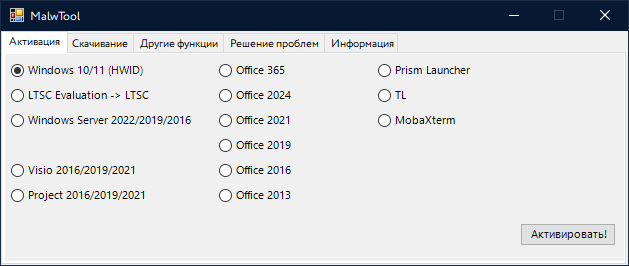 MalwTool
Активация Скачивание Другие функции Решение проблем Информация
Windows 10/11 (HWID) Office 365 Prism Launcher
LTSC Evaluation -> LTSC Office 2024 TL
Windows Server 2022/2019/2016 Office 2021 MobaXterm
Office 2019
Visio 2016/2019/2021 Office 2016
Project 2016/2019/2021 Office 2013
Активировать!